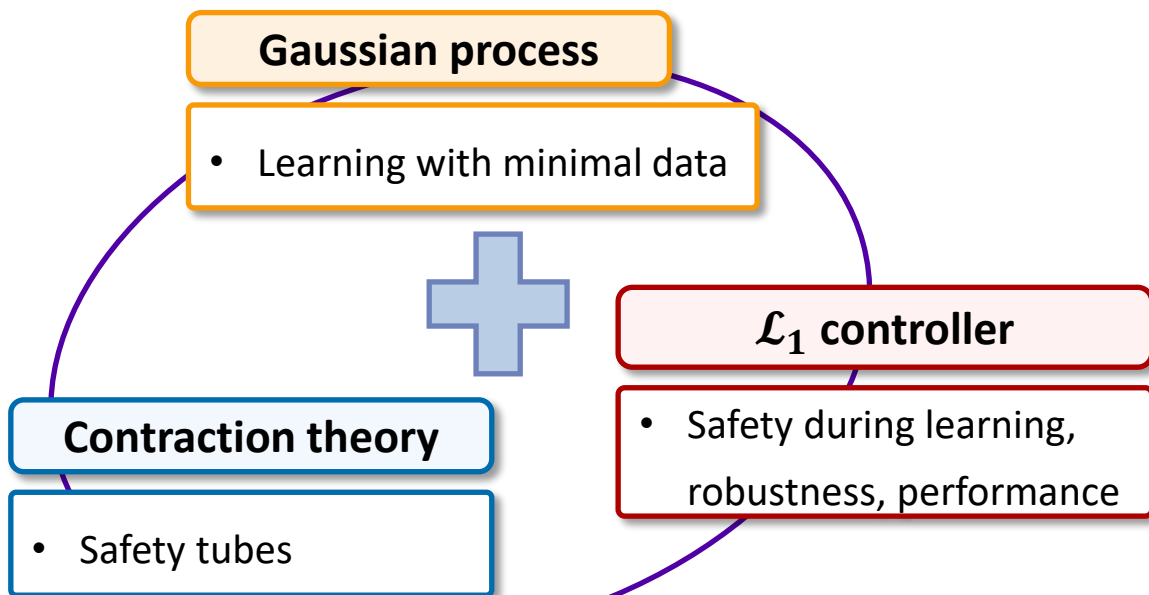 Gaussian process
• Learning with minimal data
ℒ₁ controller
• Safety during learning,
robustness, performance
Contraction theory
• Safety tubes